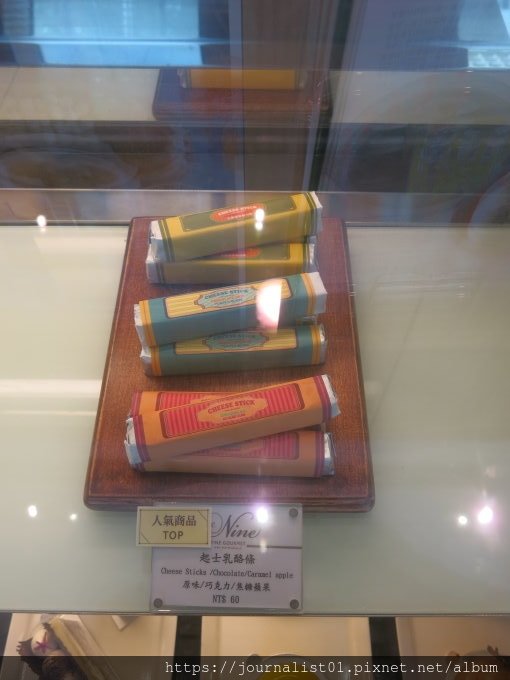 CHEESE STICK
CHEESE STICK
CHEESE STICK
人氣商品
TOP
Nine
起士乳酪條
Cheese Sticks /Chocolate/Caramel apple
原味/巧克力/焦糖蘋果
NT$ 60
https://journalist01.pixnet.net/album